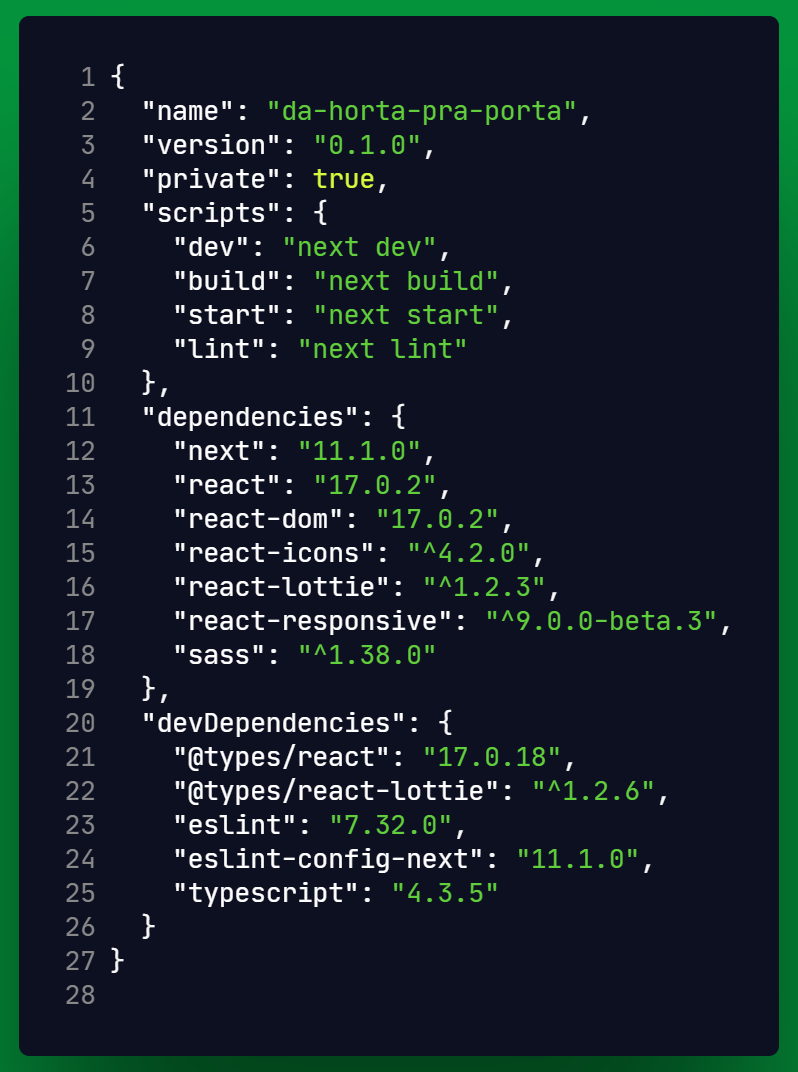 1 {
2   "name": "da-horta-pra-porta",
3   "version": "0.1.0",
4   "private": true,
5   "scripts": {
6     "dev": "next dev",
7     "build": "next build",
8     "start": "next start",
9     "lint": "next lint"
10   },
11   "dependencies": {
12     "next": "11.1.0",
13     "react": "17.0.2",
14     "react-dom": "17.0.2",
15     "react-icons": "^4.2.0",
16     "react-lottie": "^1.2.3",
17     "react-responsive": "^9.0.0-beta.3",
18     "sass": "^1.38.0"
19   },
20   "devDependencies": {
21     "@types/react": "17.0.18",
22     "@types/react-lottie": "^1.2.6",
23     "eslint": "7.32.0",
24     "eslint-config-next": "11.1.0",
25     "typescript": "4.3.5"
26   }
27 }
28